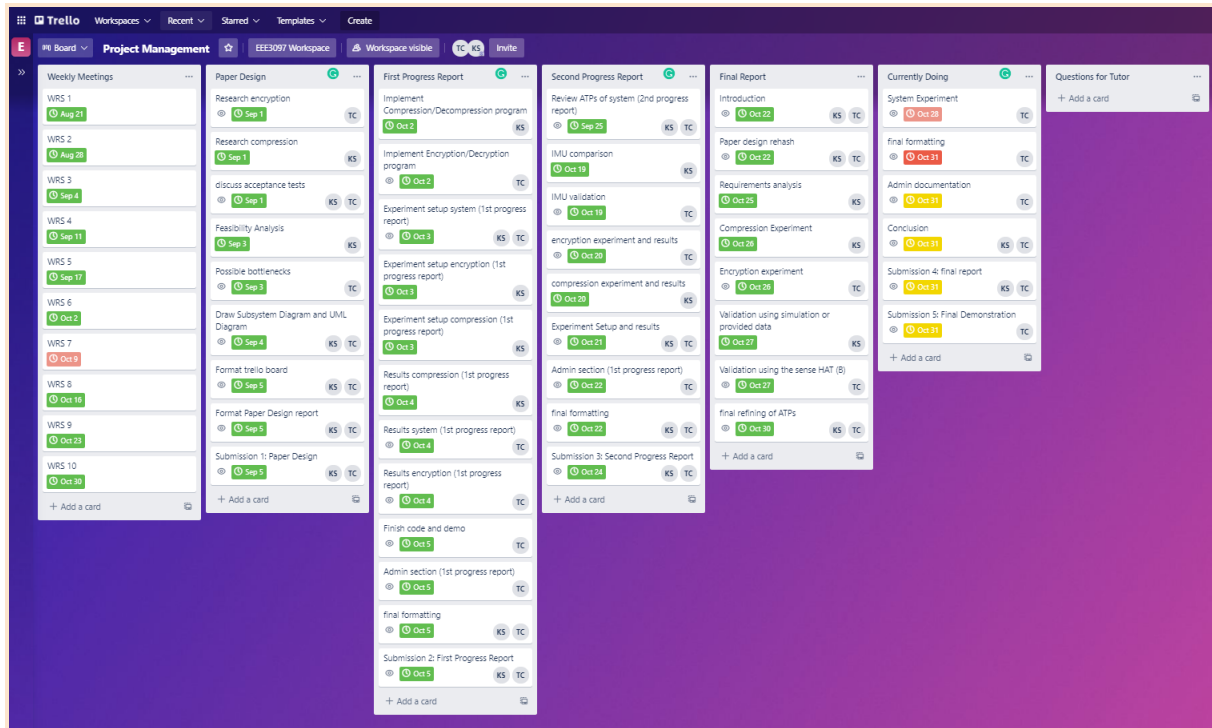 Trello Workspaces Recent Starred Templates Create
E Board Project Management EEE3097 Workspace Workspace visible TC KS Invite
Weekly Meetings
WRS 1
Aug 21
WRS 2
Aug 28
WRS 3
Sep 4
WRS 4
Sep 11
WRS 5
Sep 17
WRS 6
Oct 2
WRS 7
Oct 9
WRS 8
Oct 16
WRS 9
Oct 23
WRS 10
Oct 30
+ Add a card
Paper Design
Research encryption
Sep 1 TC
Research compression
Sep 1 KS
discuss acceptance tests
Sep 1 KS TC
Feasibility Analysis
Sep 3 KS
Possible bottlenecks
Sep 3 TC
Draw Subsystem Diagram and UML
Diagram
Sep 4 KS TC
Format trello board
Sep 5 KS TC
Format Paper Design report
Sep 5 KS TC
Submission 1: Paper Design
Sep 5 KS TC
+ Add a card
First Progress Report
Implement
Compression/Decompression program
Oct 2 KS
Implement Encryption/Decryption
program
Oct 2 TC
Experiment setup system (1st progress
report)
Oct 3 KS TC
Experiment setup encryption (1st
progress report)
Oct 3 KS
Experiment setup compression (1st
progress report)
Oct 3 KS
Results compression (1st progress
report)
Oct 4 KS
Results system (1st progress report)
Oct 4 TC
Results encryption (1st progress
report)
Oct 4 TC
Finish code and demo
Oct 5 TC
Admin section (1st progress report)
Oct 5 TC
final formatting
Oct 5 KS TC
Submission 2: First Progress Report
Oct 5 KS TC
+ Add a card
Second Progress Report
Review ATPs of system (2nd progress
report)
Sep 25 KS TC
IMU comparison
Oct 19 KS
IMU validation
Oct 19 TC
encryption experiment and results
Oct 20 TC
compression experiment and results
Oct 20 KS
Experiment Setup and results
Oct 21 KS TC
Admin section (1st progress report)
Oct 22 TC
final formatting
Oct 22 KS TC
Submission 3: Second Progress Report
Oct 24 KS TC
+ Add a card
Final Report
Introduction
Oct 22 KS TC
Paper design rehash
Oct 22 KS TC
Requirements analysis
Oct 25 KS
Compression Experiment
Oct 26 KS
Encryption experiment
Oct 26 TC
Validation using simulation or
provided data
Oct 27 KS
Validation using the sense HAT (B)
Oct 27 TC
final refining of ATPs
Oct 30 KS TC
+ Add a card
Currently Doing
System Experiment
Oct 28 TC
final formatting
Oct 31 TC
Admin documentation
Oct 31 TC
Conclusion
Oct 31 KS TC
Submission 4: final report
Oct 31 KS TC
Submission 5: Final Demonstration
Oct 31 TC
+ Add a card
Questions for Tutor
+ Add a card